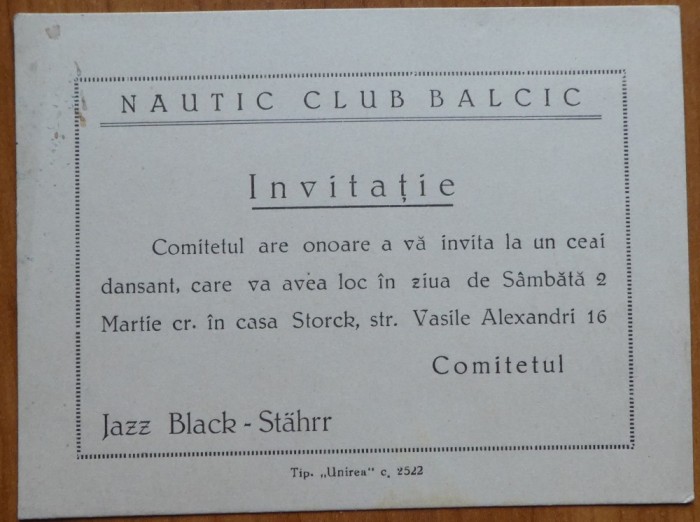 NAUTIC CLUB BALCIC
Invitație
Comitetul are onoare a vă invita la un ceai
dansant, care va avea loc în ziua de Sâmbătă 2
Martie cr. în casa Storck, str. Vasile Alexandri 16
Comitetul
Jazz Black - Stährr
Tip. „Unirea" c. 2522